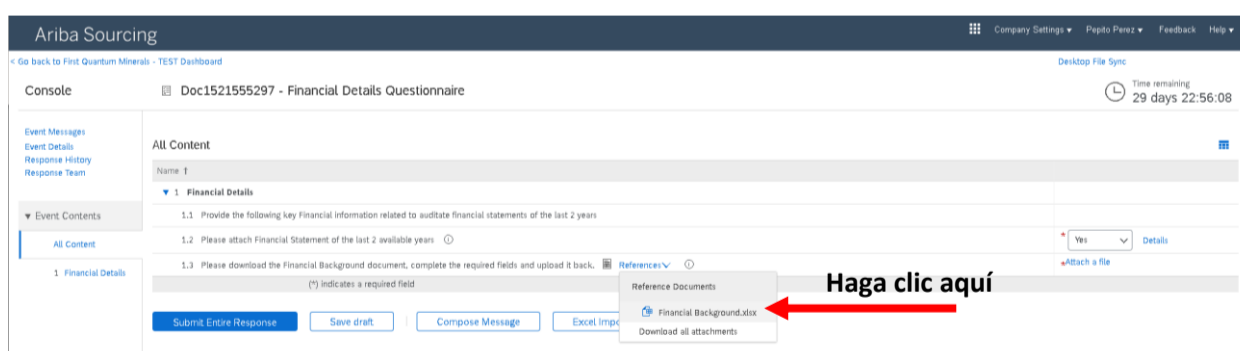 Ariba Sourcing
Company Settings ▾ Pepito Perez ▾ Feedback Help ▾
< Go back to First Quantum Minerals - TEST Dashboard
Desktop File Sync
Console
Doc1521555297 - Financial Details Questionnaire
Time remaining
29 days 22:56:08
Event Messages
Event Details
Response History
Response Team
All Content
Name ↑
▼ 1 Financial Details
▼ Event Contents
1.1 Provide the following key Financial information related to auditate financial statements of the last 2 years
All Content
1.2 Please attach Financial Statement of the last 2 available years
* Yes Details
1 Financial Details
1.3 Please download the Financial Background document, complete the required fields and upload it back. References
*Attach a file
(*) indicates a required field
Reference Documents
Financial Background.xlsx
Download all attachments
Haga clic aquí
Submit Entire Response
Save draft
Compose Message
Excel Impo